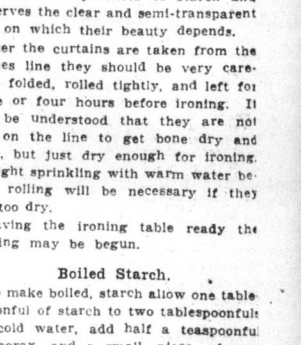 erves the clear and semi-transparent
on which their beauty depends.
er the curtains are taken from the
es line they should be very care-
folded, rolled tightly, and left for
e or four hours before ironing. It
be understood that they are not
on the line to get bone dry and
, but just dry enough for ironing.
ght sprinkling with warm water be-
rolling will be necessary if they
too dry.
ving the ironing table ready the
ing may be begun.
Boiled Starch.
make boiled, starch allow one table
onful of starch to two tablespoonfuls
cold water, add half a teaspoonfu